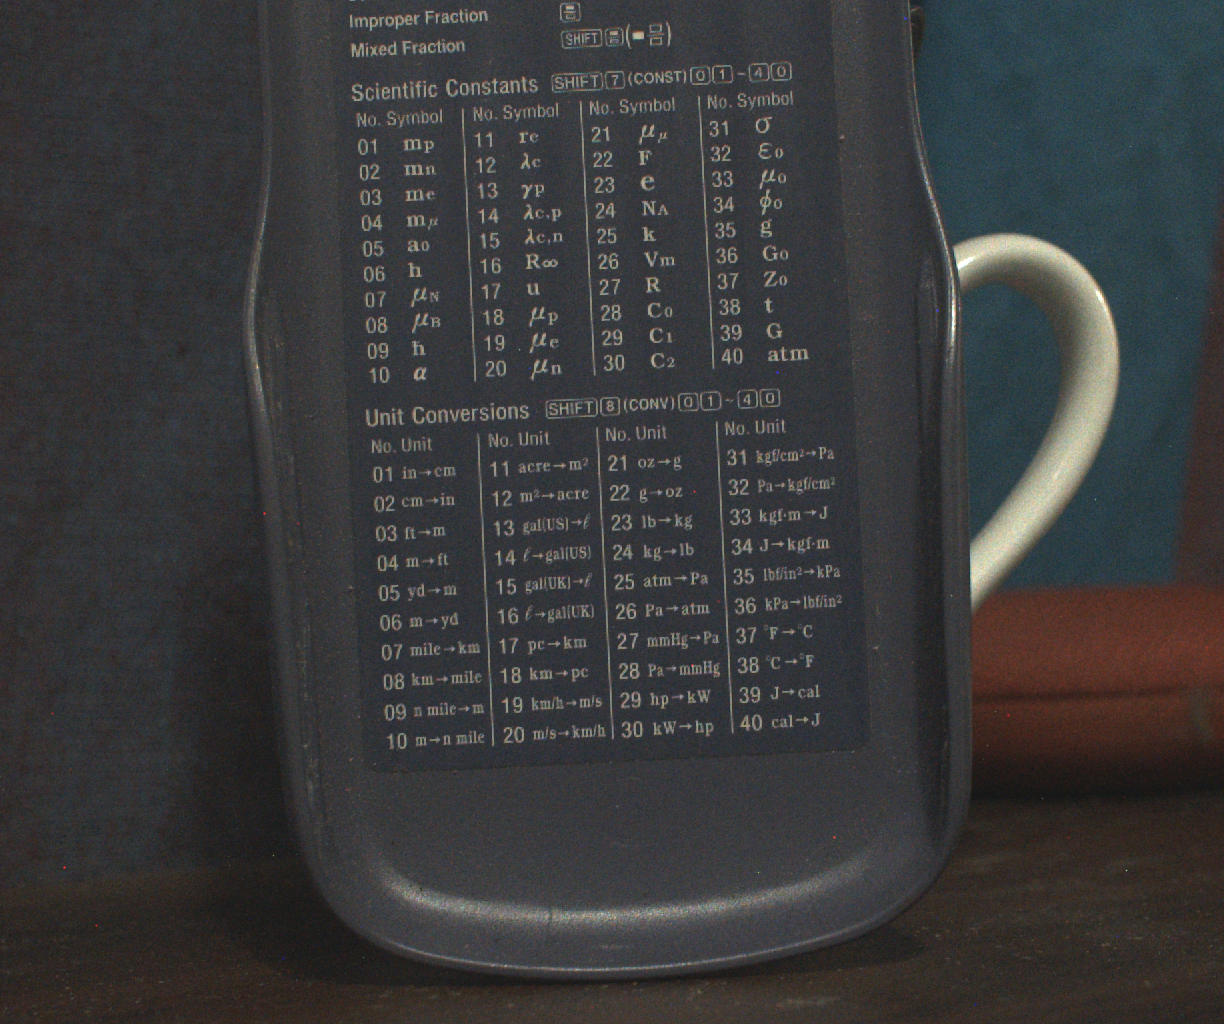 Improper Fraction
Mixed Fraction SHIFT
Scientific Constants SHIFT 7 (CONST) 0 1 ~ 4 0
No. Symbol No. Symbol No. Symbol No. Symbol
01 mp 11 re 21 μμ 31 σ
02 mn 12 λc 22 F 32 ε0
03 me 13 γp 23 e 33 μ0
04 mμ 14 λc,p 24 NA 34 ϕ0
05 a0 15 λc,n 25 k 35 g
06 h 16 R∞ 26 Vm 36 G0
07 μN 17 u 27 R 37 Z0
08 μB 18 μp 28 C0 38 t
09 ħ 19 μe 29 C1 39 G
10 α 20 μn 30 C2 40 atm
Unit Conversions SHIFT 8 (CONV) 0 1 ~ 4 0
No. Unit No. Unit No. Unit No. Unit
01 in→cm 11 acre→m² 21 oz→g 31 kgf/cm²→Pa
02 cm→in 12 m²→acre 22 g→oz 32 Pa→kgf/cm²
03 ft→m 13 gal(US)→ℓ 23 lb→kg 33 kgf·m→J
04 m→ft 14 ℓ→gal(US) 24 kg→lb 34 J→kgf·m
05 yd→m 15 gal(UK)→ℓ 25 atm→Pa 35 lbf/in²→kPa
06 m→yd 16 ℓ→gal(UK) 26 Pa→atm 36 kPa→lbf/in²
07 mile→km 17 pc→km 27 mmHg→Pa 37 °F→°C
08 km→mile 18 km→pc 28 Pa→mmHg 38 °C→°F
09 n mile→m 19 km/h→m/s 29 hp→kW 39 J→cal
10 m→n mile 20 m/s→km/h 30 kW→hp 40 cal→J